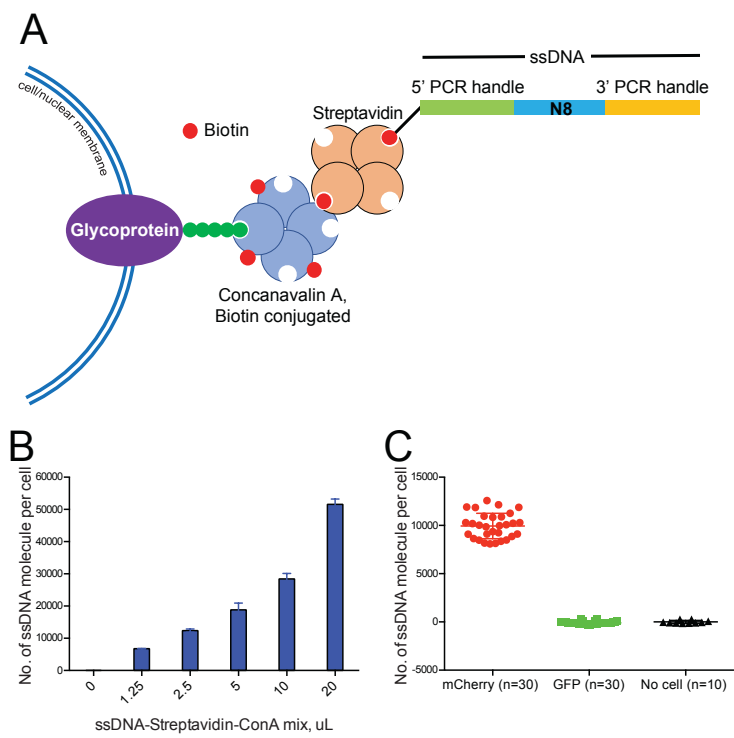 A
ssDNA
5' PCR handle
3' PCR handle
N8
Streptavidin
Biotin
cell/nuclear membrane
Glycoprotein
Concanavalin A,
Biotin conjugated
B
No. of ssDNA molecule per cell
60000
50000
40000
30000
20000
10000
0
0
1.25
2.5
5
10
20
ssDNA-Streptavidin-ConA mix, uL
C
No. of ssDNA molecule per cell
15000
10000
5000
0
-5000
mCherry (n=30)
GFP (n=30)
No cell (n=10)